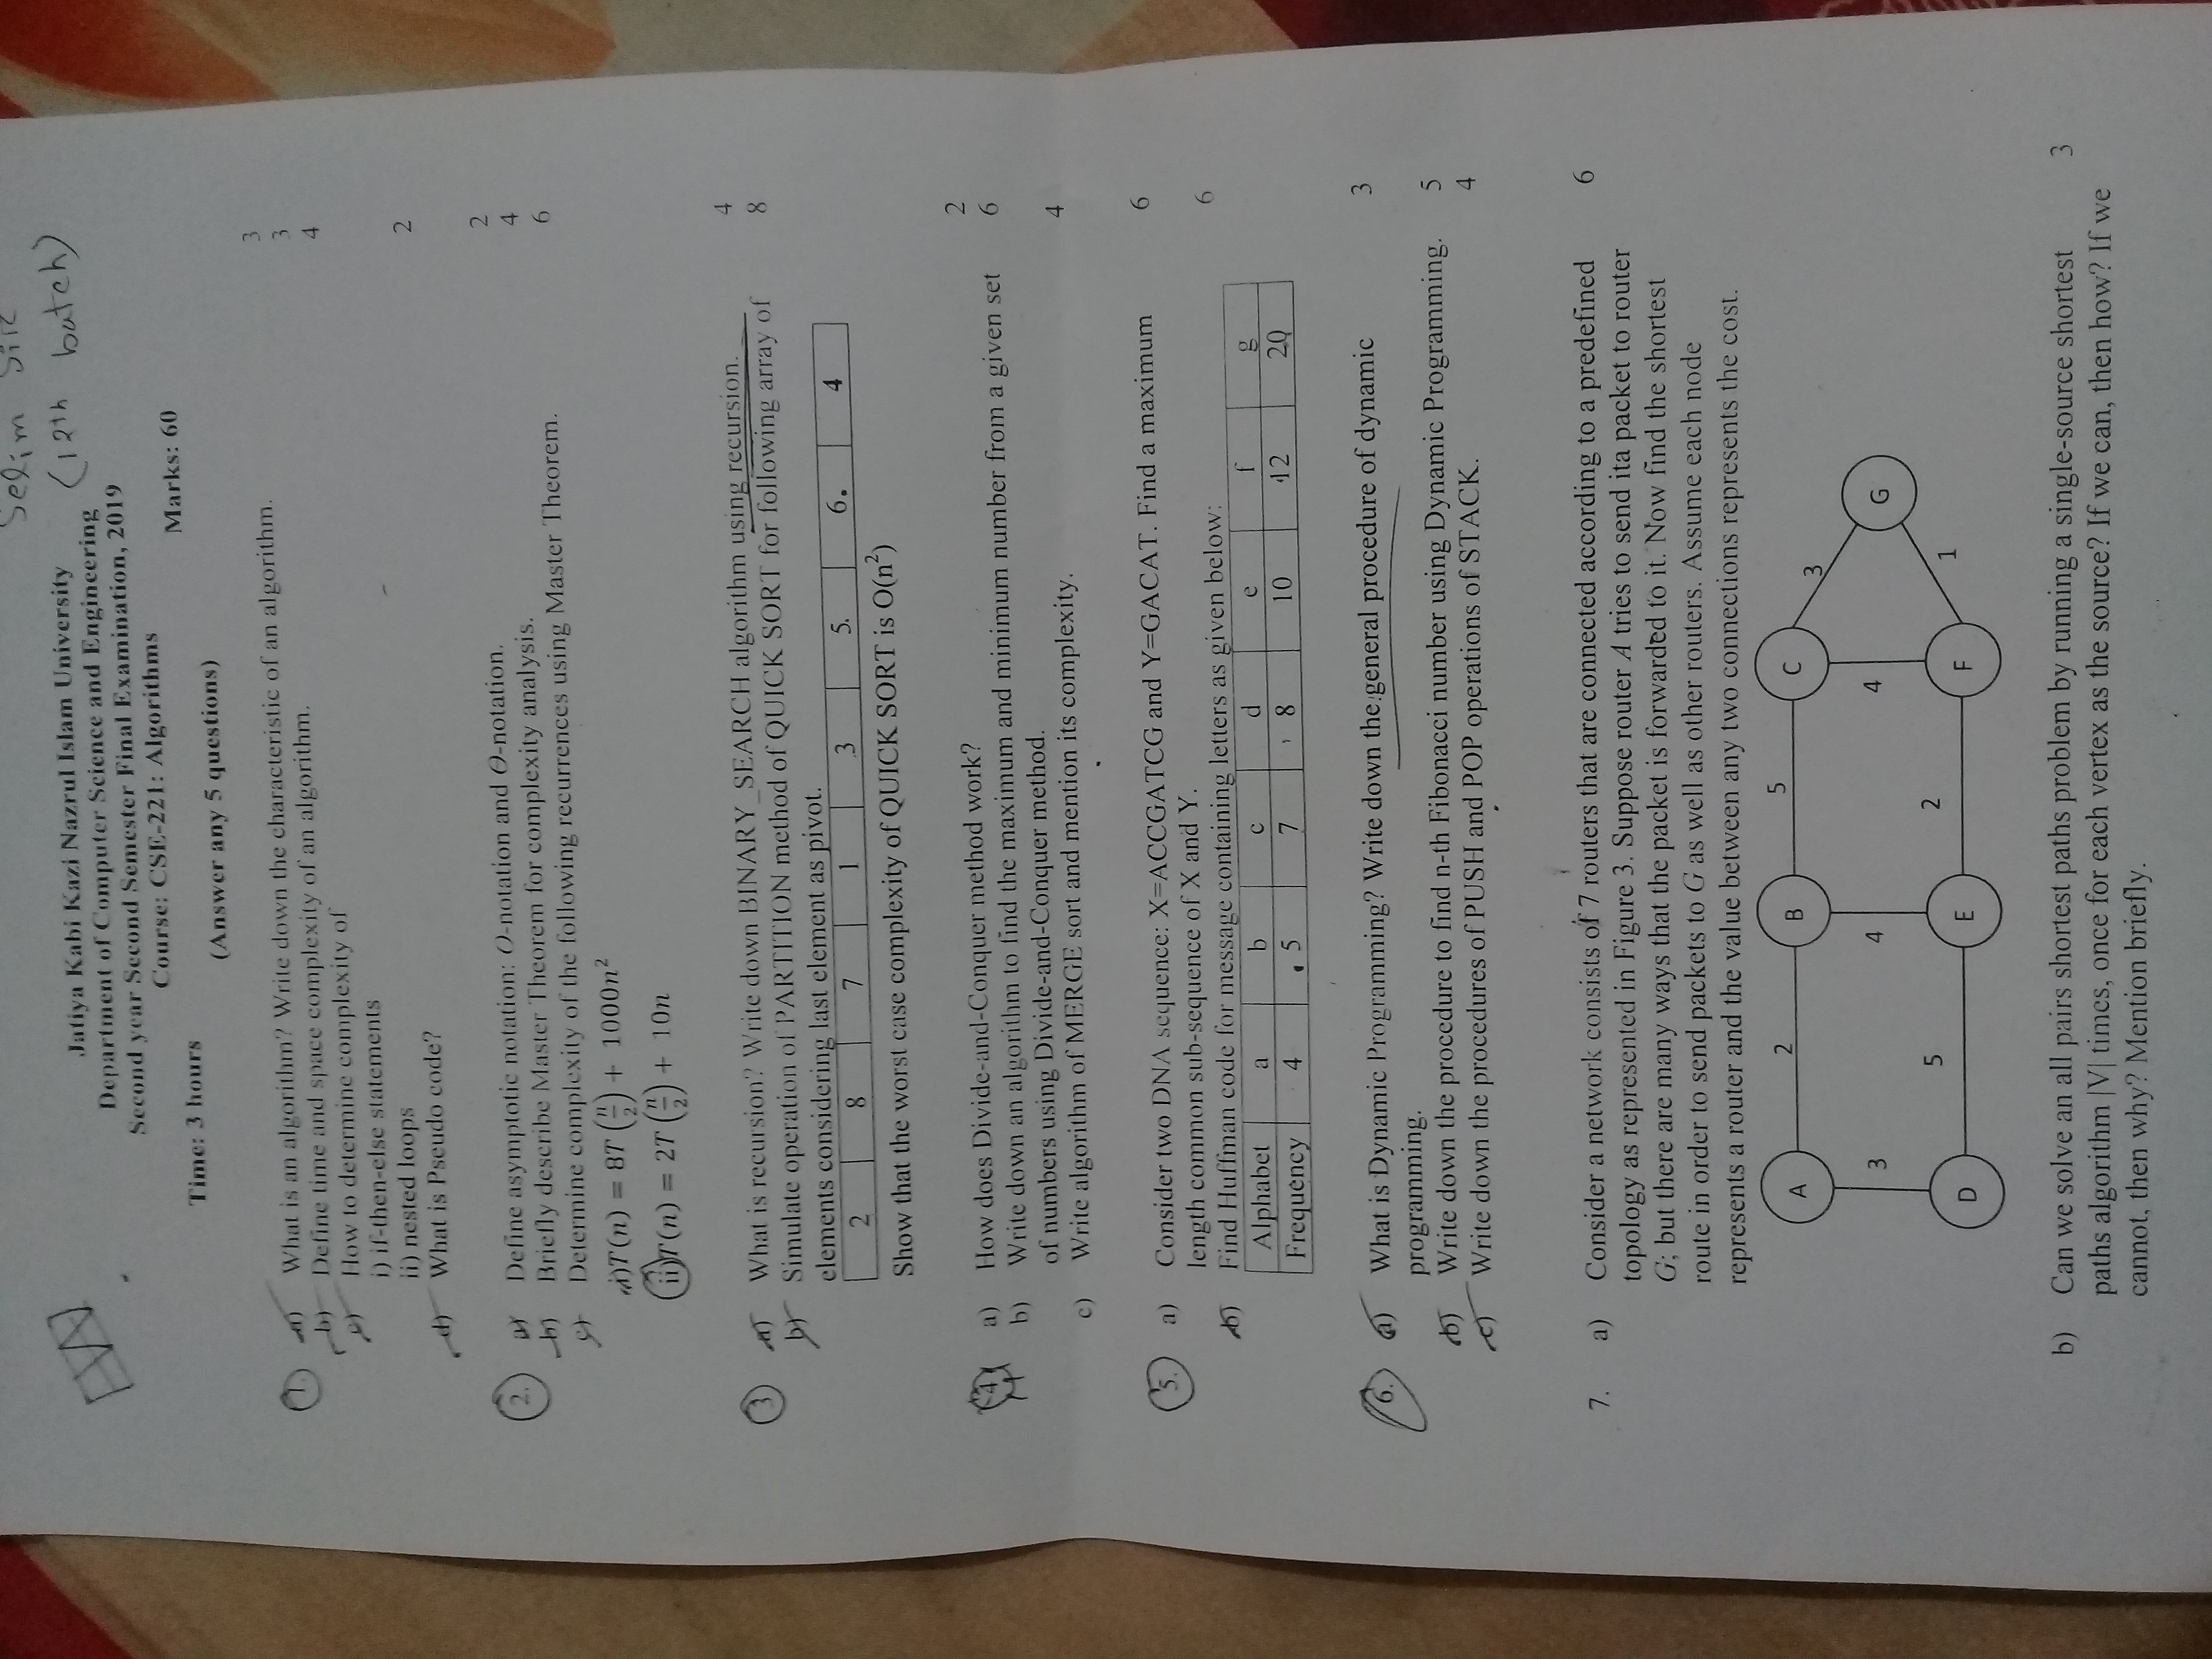 Selim Sir
(12th batch)
Jatiya Kabi Kazi Nazrul Islam University
Department of Computer Science and Engineering
Second year Second Semester Final Examination, 2019
Course: CSE-221: Algorithms
Time: 3 hours Marks: 60
(Answer any 5 questions)
1. a) What is an algorithm? Write down the characteristic of an algorithm. 3
b) Define time and space complexity of an algorithm. 3
c) How to determine complexity of 4
i) if-then-else statements
ii) nested loops
d) What is Pseudo code? 2
2. a) Define asymptotic notation: O-notation and Θ-notation. 2
b) Briefly describe Master Theorem for complexity analysis. 4
c) Determine complexity of the following recurrences using Master Theorem. 6
i)T(n) = 8T(n/2) + 1000n²
ii)T(n) = 2T(n/2) + 10n
3 a) What is recursion? Write down BINARY_SEARCH algorithm using recursion. 4
b) Simulate operation of PARTITION method of QUICK SORT for following array of 8
elements considering last element as pivot.
2 8 7 1 3 5. 6. 4
Show that the worst case complexity of QUICK SORT is O(n²)
4 a) How does Divide-and-Conquer method work? 2
b) Write down an algorithm to find the maximum and minimum number from a given set 6
of numbers using Divide-and-Conquer method.
c) Write algorithm of MERGE sort and mention its complexity. 4
5. a) Consider two DNA sequence: X=ACCGATCG and Y=GACAT. Find a maximum 6
length common sub-sequence of X and Y.
b) Find Huffman code for message containing letters as given below: 6
Alphabet a b c d e f g
Frequency 4 5 7 8 10 12 20
6. a) What is Dynamic Programming? Write down the general procedure of dynamic 3
programming.
b) Write down the procedure to find n-th Fibonacci number using Dynamic Programming. 5
c) Write down the procedures of PUSH and POP operations of STACK. 4
7. a) Consider a network consists of 7 routers that are connected according to a predefined 6
topology as represented in Figure 3. Suppose router A tries to send ita packet to router
G; but there are many ways that the packet is forwarded to it. Now find the shortest
route in order to send packets to G as well as other routers. Assume each node
represents a router and the value between any two connections represents the cost.
A 2 B 5 C
3
3 4 4 G
5 2 1
D E F
b) Can we solve an all pairs shortest paths problem by running a single-source shortest 3
paths algorithm |V| times, once for each vertex as the source? If we can, then how? If we
cannot, then why? Mention briefly.